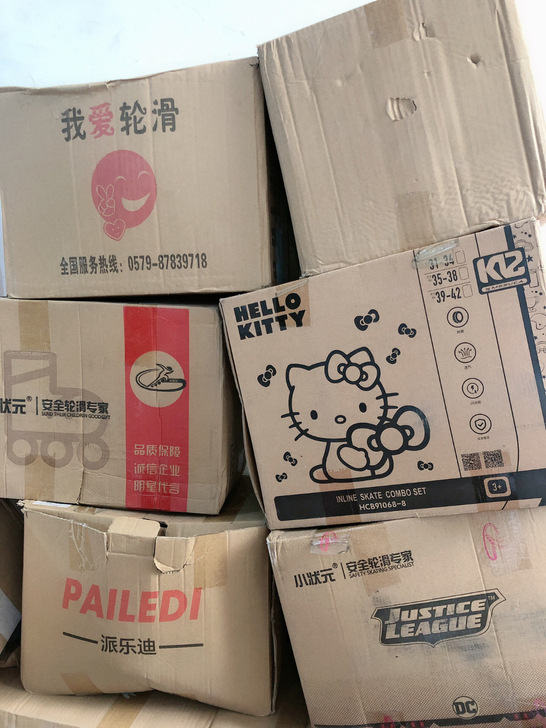 我爱轮滑
全国服务热线：0579-87839718
HELLO
KITTY
31-34
35-38
39-42
K12
INLINE SKATE COMBO SET
HCB91068-8
3+
状元® 安全轮滑专家
品质保障
诚信企业
明星代言
PAILEDI
派乐迪
小状元® 安全轮滑专家
SAFETY SKATING SPECIALIST
JUSTICE
LEAGUE™
DC